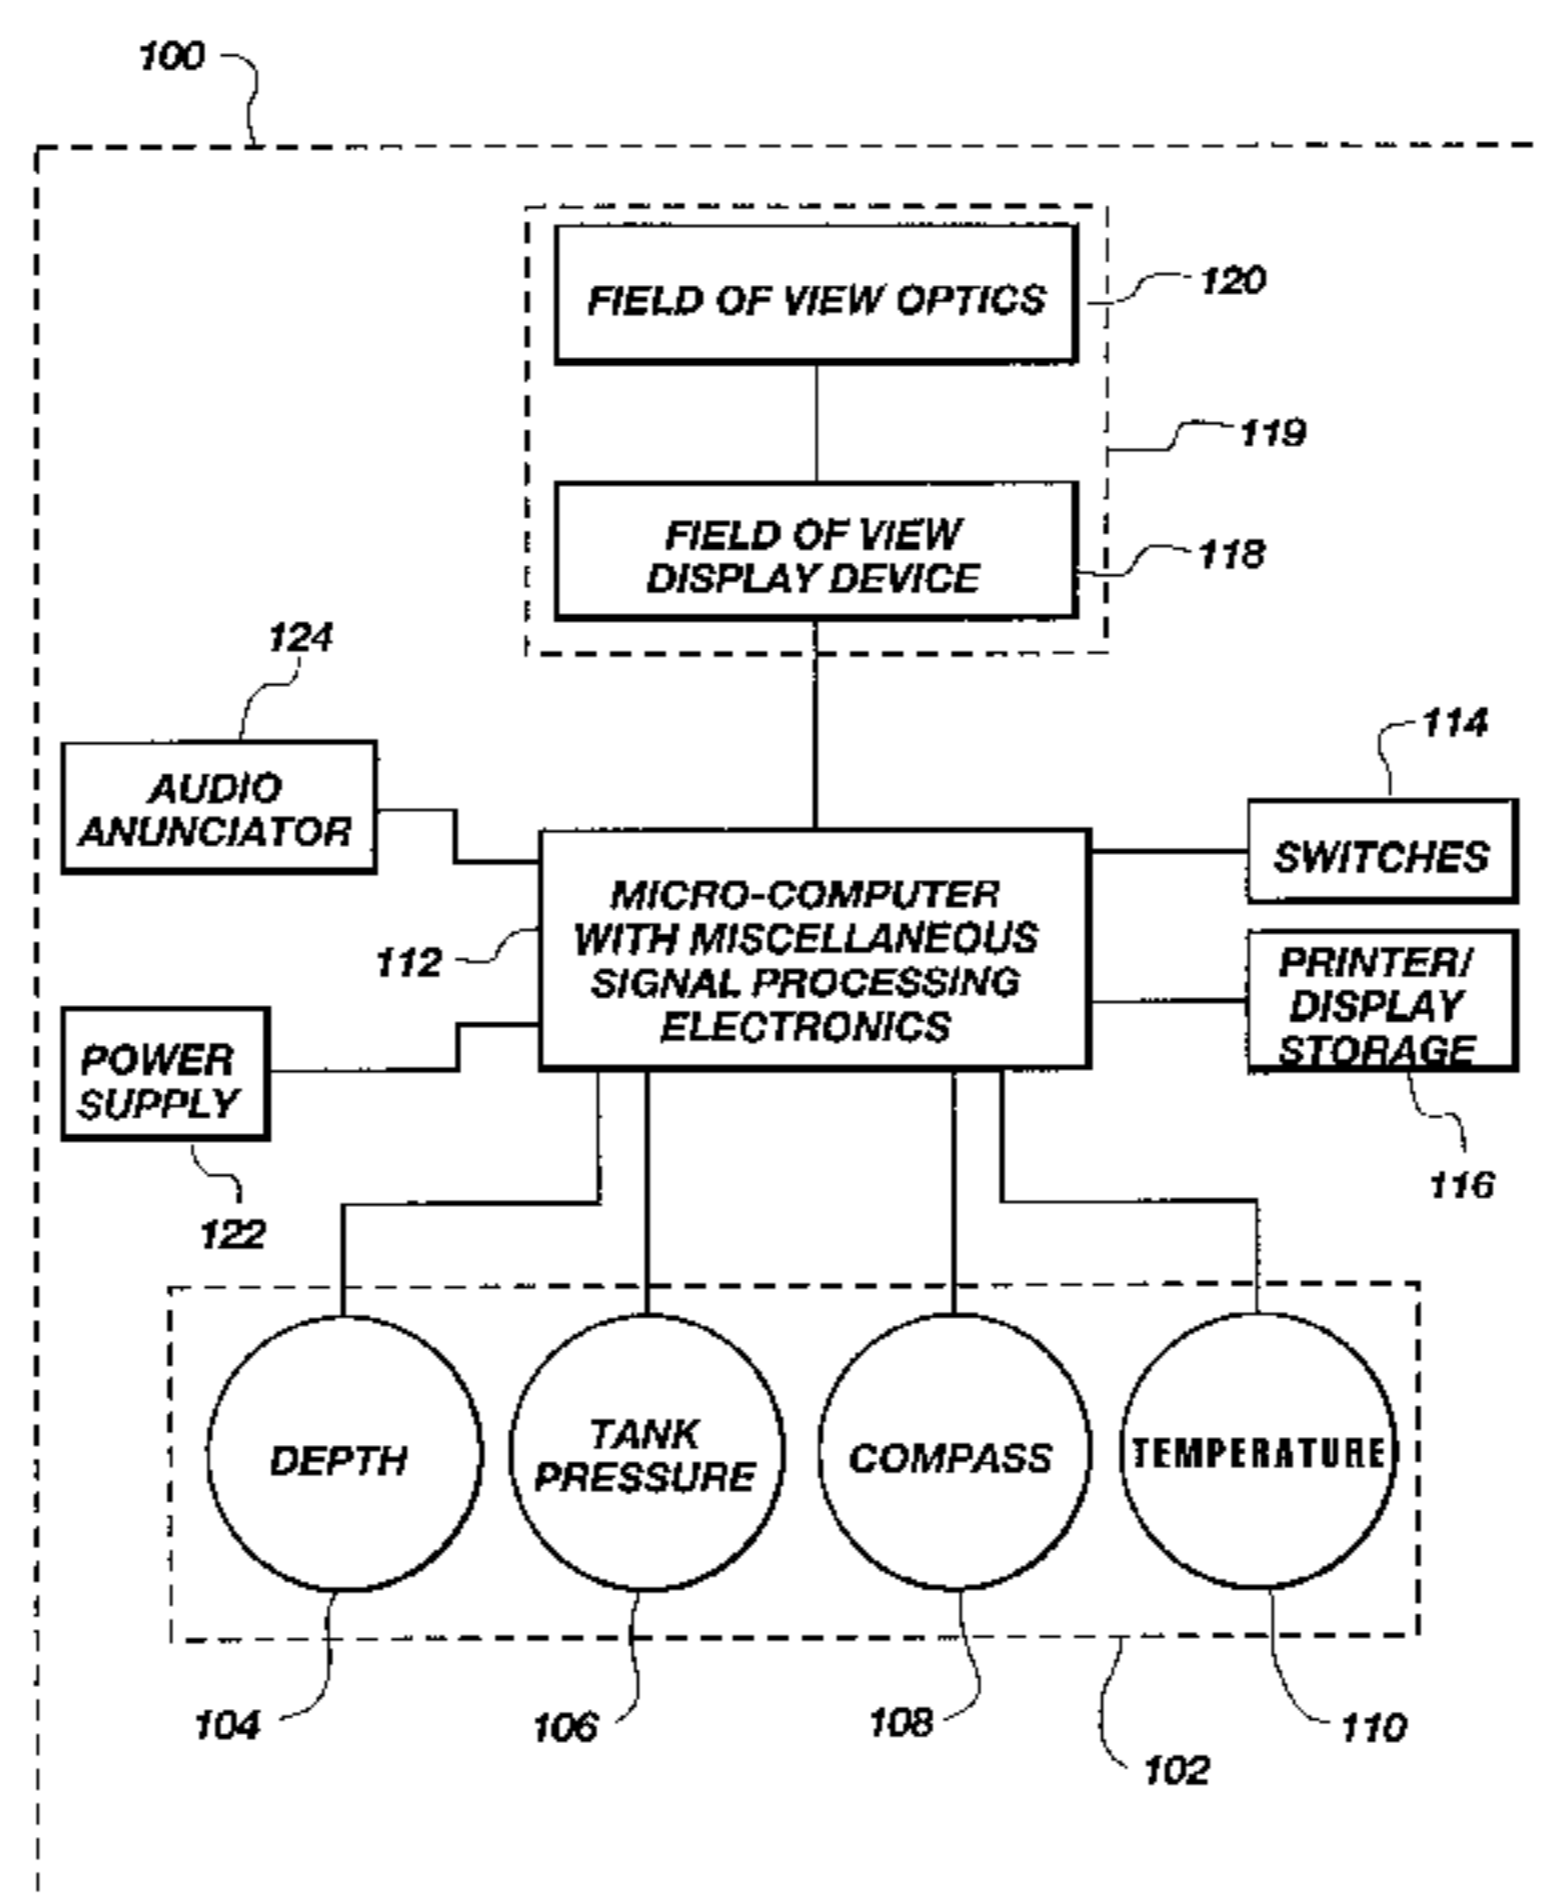 100
FIELD OF VIEW OPTICS
120
119
FIELD OF VIEW
DISPLAY DEVICE
118
124
AUDIO
ANUNCIATOR
114
SWITCHES
MICRO-COMPUTER
WITH MISCELLANEOUS
SIGNAL PROCESSING
ELECTRONICS
112
PRINTER/
DISPLAY
STORAGE
116
POWER
SUPPLY
122
DEPTH
TANK
PRESSURE
COMPASS
TEMPERATURE
104
106
108
110
102